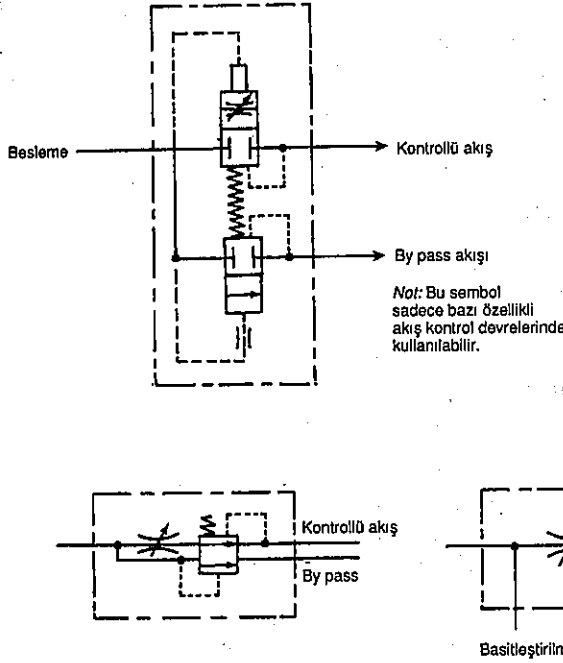 Besleme
Kontrollü akış
By pass akışı
Not: Bu sembol
sadece bazı özellikli
akış kontrol devrelerinde
kullanılabilir.
Kontrollü akış
By pass